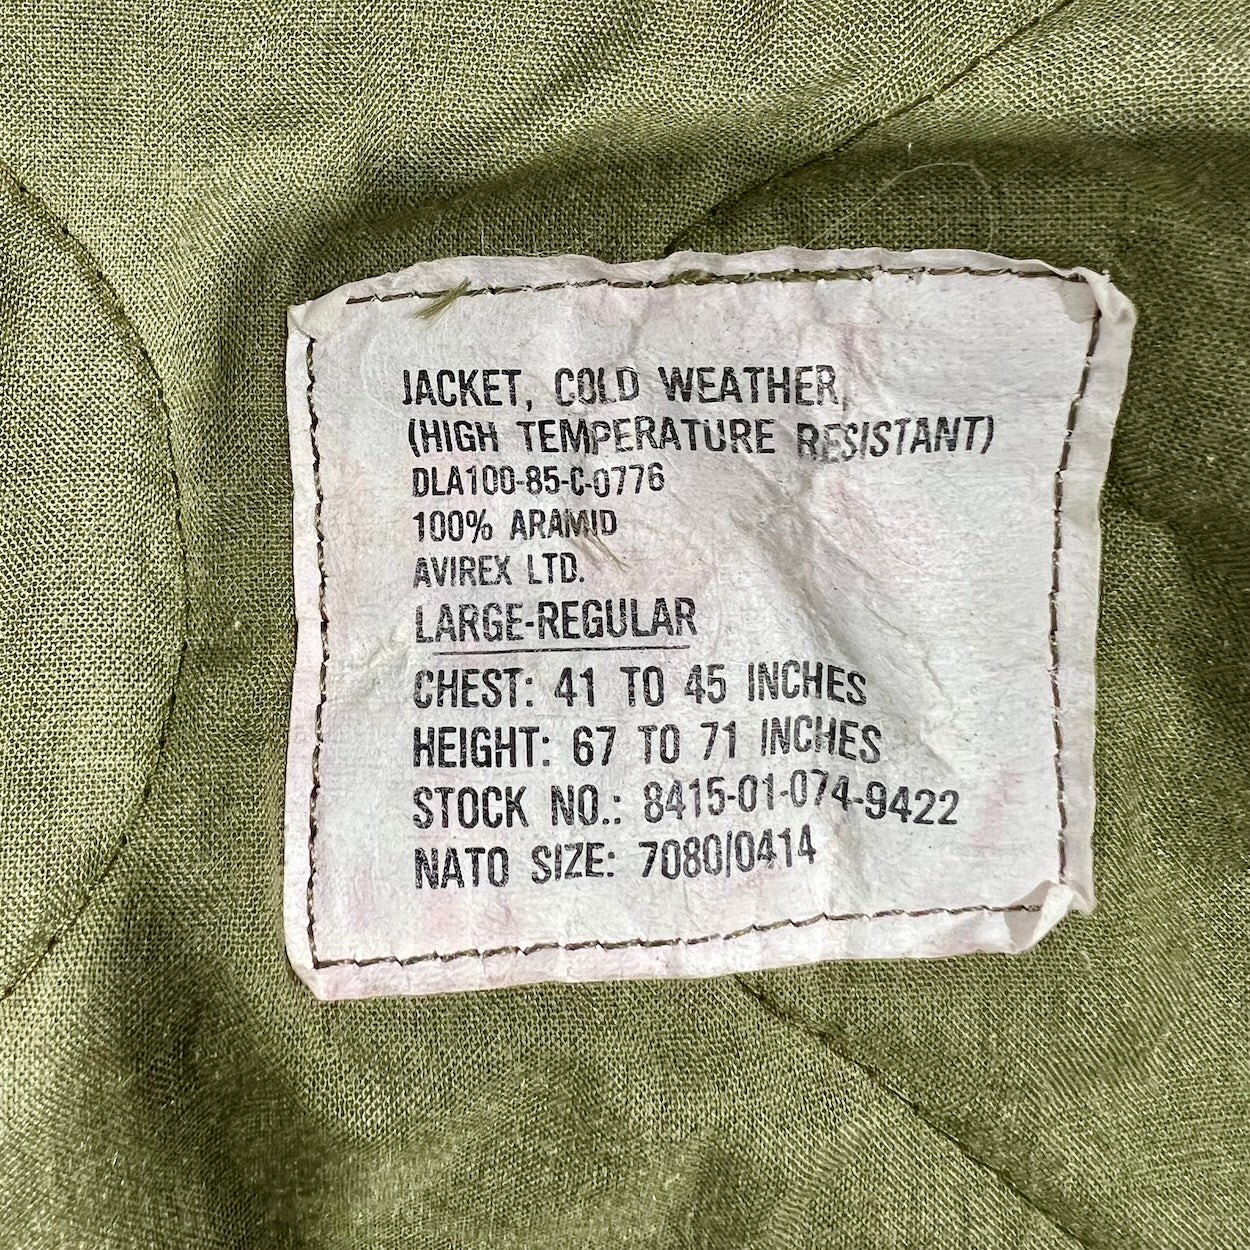 JACKET, COLD WEATHER,
(HIGH TEMPERATURE RESISTANT)
DLA100-85-C-0776
100% ARAMID
AVIREX LTD.
LARGE-REGULAR
CHEST: 41 TO 45 INCHES
HEIGHT: 67 TO 71 INCHES
STOCK NO.: 8415-01-074-9422
NATO SIZE: 7080/0414